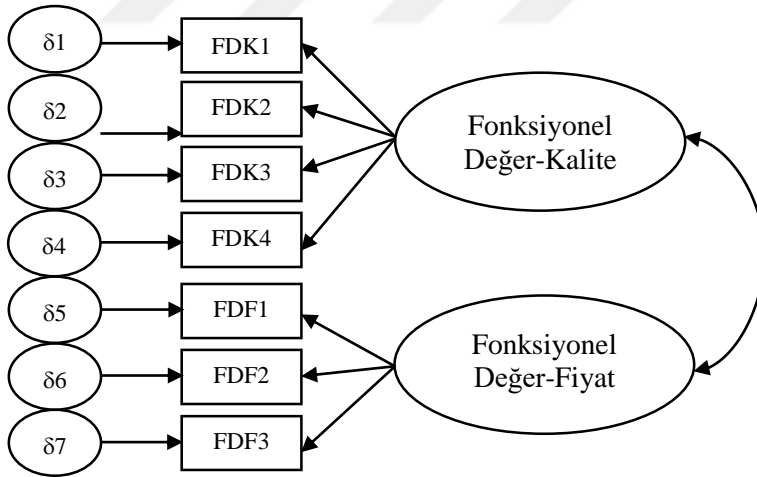 δ1
FDK1
δ2
FDK2
δ3
FDK3
δ4
FDK4
Fonksiyonel
Değer-Kalite
δ5
FDF1
δ6
FDF2
δ7
FDF3
Fonksiyonel
Değer-Fiyat